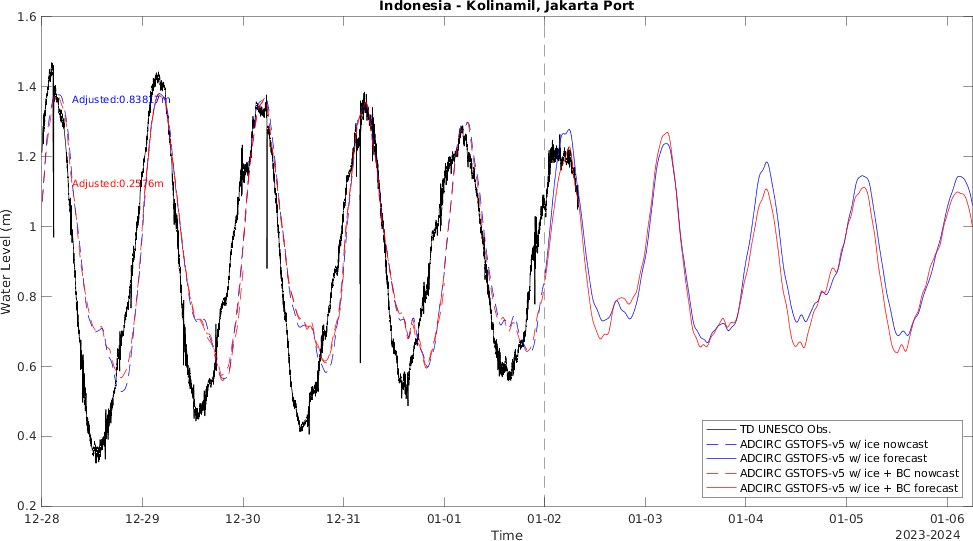 Indonesia - Kolinamil, Jakarta Port
1.6
1.4
1.2
1
0.8
0.6
0.4
0.2
Water Level (m)
Adjusted:0.83817m
Adjusted:0.2576m
TD UNESCO Obs.
ADCIRC GSTOFS-v5 w/ ice nowcast
ADCIRC GSTOFS-v5 w/ ice forecast
ADCIRC GSTOFS-v5 w/ ice + BC nowcast
ADCIRC GSTOFS-v5 w/ ice + BC forecast
12-28 12-29 12-30 12-31 01-01 01-02 01-03 01-04 01-05 01-06
Time
2023-2024